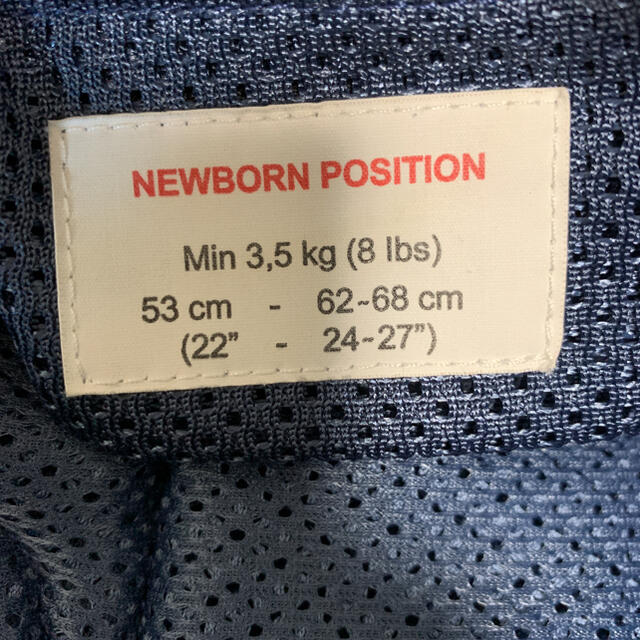 NEWBORN POSITION
Min 3,5 kg (8 lbs)
53 cm - 62~68 cm
(22" - 24~27")